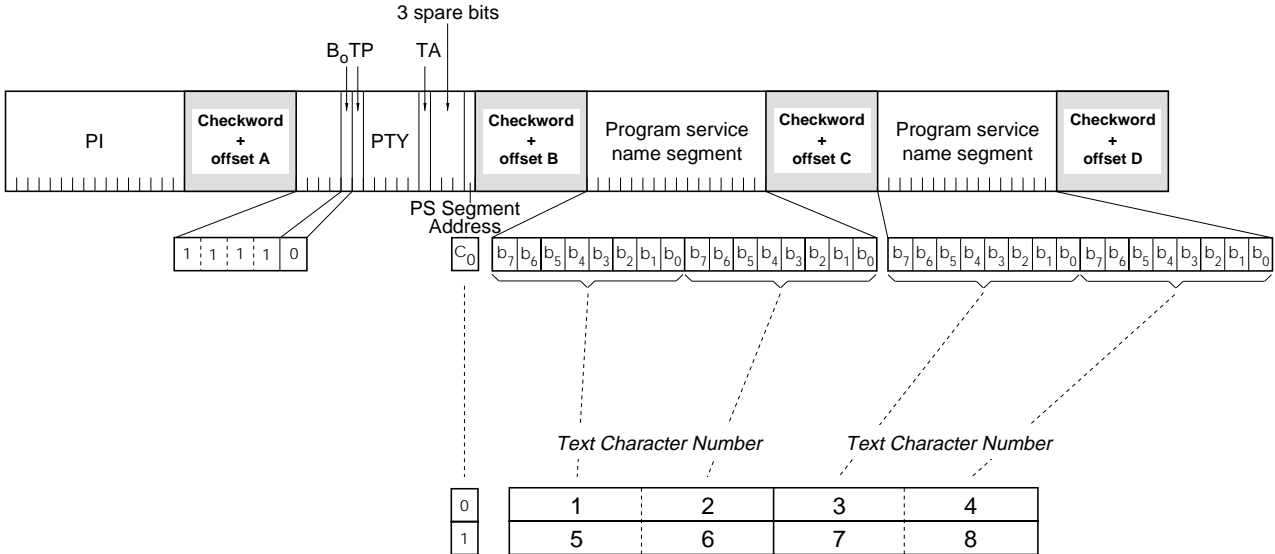 3 spare bits
BoTP TA
PI
Checkword
+
offset A
PTY
Checkword
+
offset B
Program service
name segment
Checkword
+
offset C
Program service
name segment
Checkword
+
offset D
PS Segment
Address
1 1 1 1 0
C0
b7 b6 b5 b4 b3 b2 b1 b0 b7 b6 b5 b4 b3 b2 b1 b0
b7 b6 b5 b4 b3 b2 b1 b0 b7 b6 b5 b4 b3 b2 b1 b0
Text Character Number Text Character Number
0 1 2 3 4
1 5 6 7 8